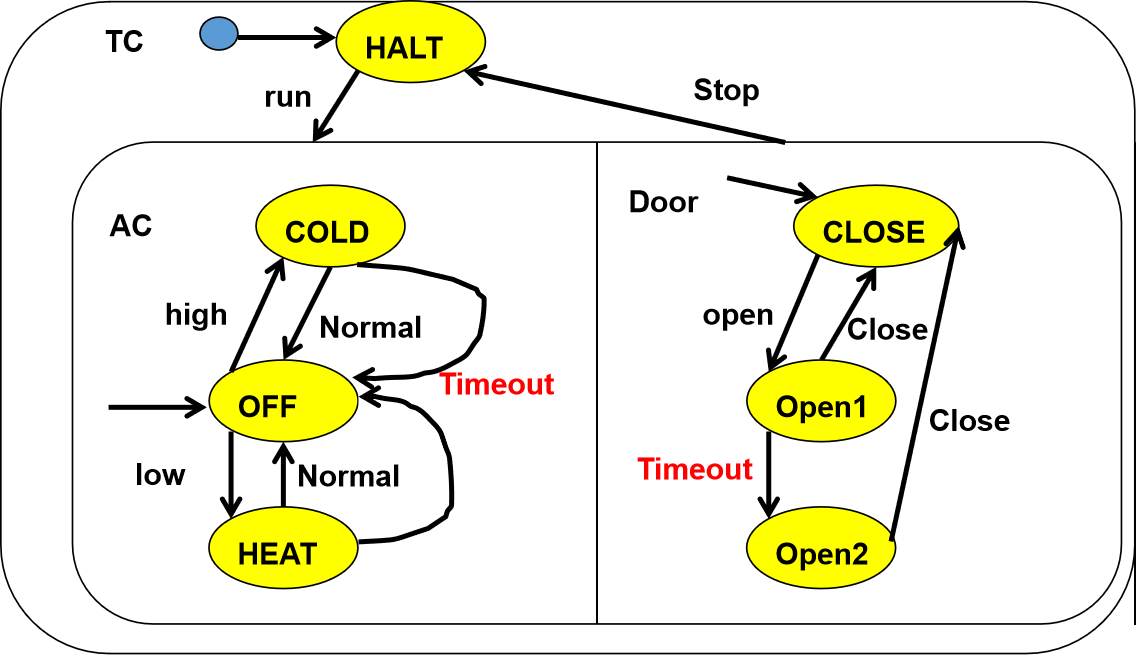 TC
HALT
run
Stop
AC
COLD
Door
CLOSE
high
Normal
open
Close
Timeout
OFF
Open1
Close
low
Normal
Timeout
HEAT
Open2